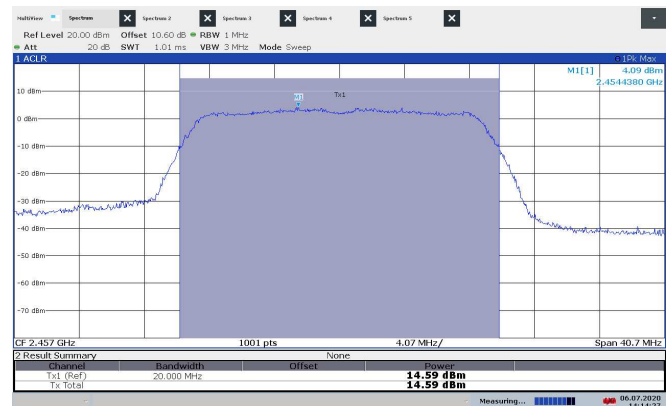 MultiView Spectrum Spectrum 2 Spectrum 3 Spectrum 4 Spectrum 5
Ref Level 20.00 dBm Offset 10.60 dB RBW 1 MHz
Att 20 dB SWT 1.01 ms VBW 3 MHz Mode Sweep
1 ACLR 1Pk Max
M1[1] 4.09 dBm
2.4544380 GHz
10 dBm
M1 Tx1
0 dBm
-10 dBm
-20 dBm
-30 dBm
-40 dBm
-50 dBm
-60 dBm
-70 dBm
CF 2.457 GHz 1001 pts 4.07 MHz/ Span 40.7 MHz
2 Result Summary None
Channel Bandwidth Offset Power
Tx1 (Ref) 20.000 MHz 14.59 dBm
Tx Total 14.59 dBm
Measuring... 06.07.2020